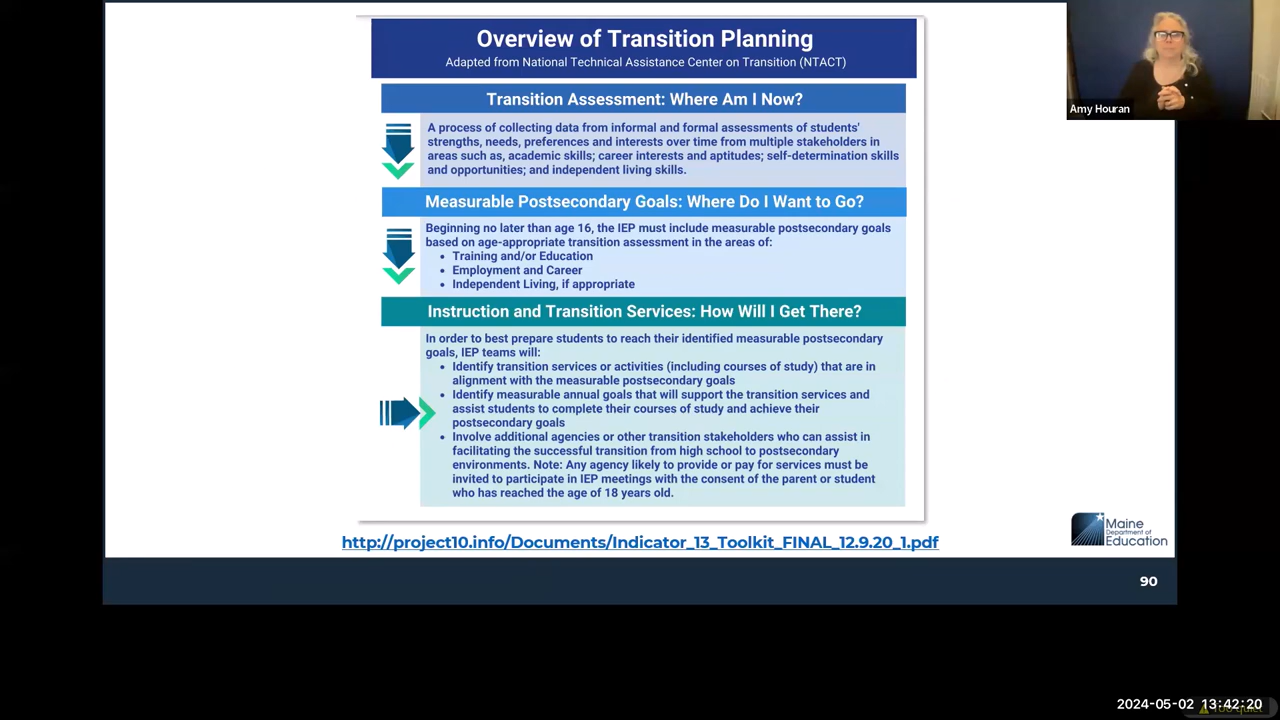 Overview of Transition Planning
Adapted from National Technical Assistance Center on Transition (NTACT)
Transition Assessment: Where Am I Now?
A process of collecting data from informal and formal assessments of students'
strengths, needs, preferences and interests over time from multiple stakeholders in
areas such as, academic skills; career interests and aptitudes; self-determination skills
and opportunities; and independent living skills.
Measurable Postsecondary Goals: Where Do I Want to Go?
Beginning no later than age 16, the IEP must include measurable postsecondary goals
based on age-appropriate transition assessment in the areas of:
• Training and/or Education
• Employment and Career
• Independent Living, if appropriate
Instruction and Transition Services: How Will I Get There?
In order to best prepare students to reach their identified measurable postsecondary
goals, IEP teams will:
• Identify transition services or activities (including courses of study) that are in
alignment with the measurable postsecondary goals
• Identify measurable annual goals that will support the transition services and
assist students to complete their courses of study and achieve their
postsecondary goals
• Involve additional agencies or other transition stakeholders who can assist in
facilitating the successful transition from high school to postsecondary
environments. Note: Any agency likely to provide or pay for services must be
invited to participate in IEP meetings with the consent of the parent or student
who has reached the age of 18 years old.
http://project10.info/Documents/Indicator_13_Toolkit_FINAL_12.9.20_1.pdf
Maine
Department of
Education
90
Amy Houran
2024-05-02 13:42:20